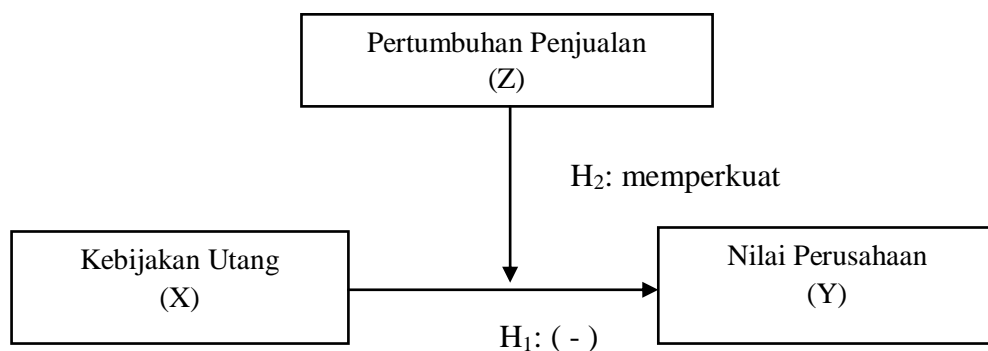 Pertumbuhan Penjualan
(Z)
H₂: memperkuat
Kebijakan Utang
(X)
Nilai Perusahaan
(Y)
H₁: ( - )